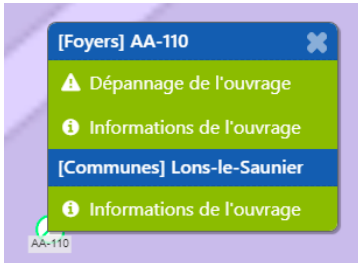 [Foyers] AA-110
Dépannage de l'ouvrage
Informations de l'ouvrage
[Communes] Lons-le-Saunier
Informations de l'ouvrage
AA-110